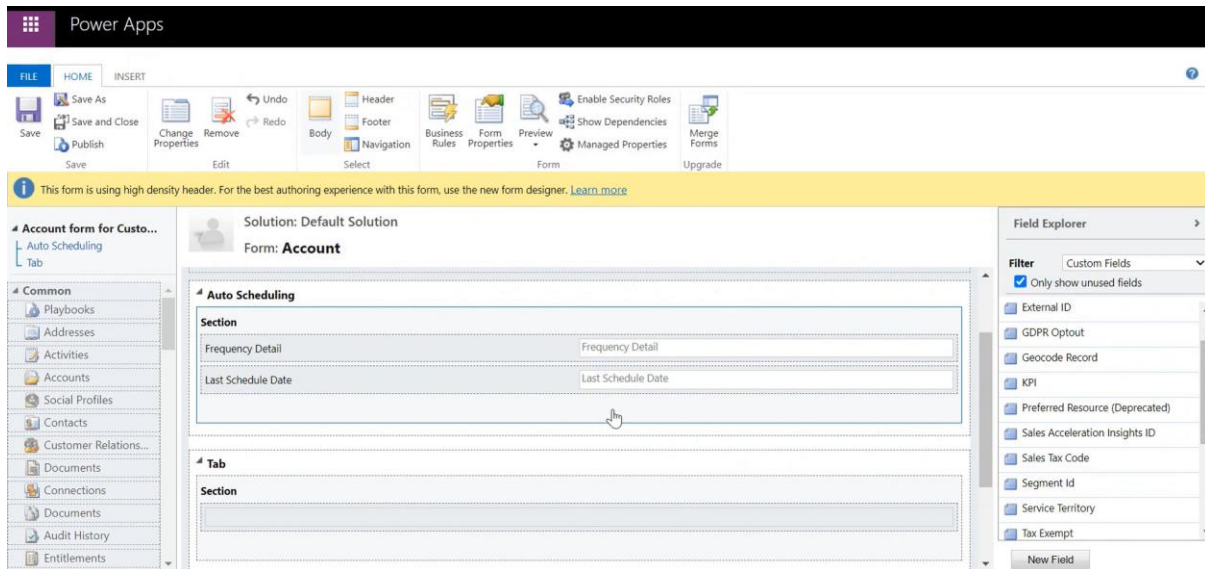 Power Apps
FILE HOME INSERT
Save
Save As
Save and Close
Publish
Save
Change Properties
Remove
Undo
Redo
Edit
Body
Header
Footer
Navigation
Select
Business Rules
Form Properties
Preview
Enable Security Roles
Show Dependencies
Managed Properties
Form
Merge Forms
Upgrade
This form is using high density header. For the best authoring experience with this form, use the new form designer. Learn more
Account form for Custo...
Auto Scheduling
Tab
Common
Playbooks
Addresses
Activities
Accounts
Social Profiles
Contacts
Customer Relations...
Documents
Connections
Documents
Audit History
Entitlements
Solution: Default Solution
Form: Account
Auto Scheduling
Section
Frequency Detail Frequency Detail
Last Schedule Date Last Schedule Date
Tab
Section
Field Explorer
Filter Custom Fields
Only show unused fields
External ID
GDPR Optout
Geocode Record
KPI
Preferred Resource (Deprecated)
Sales Acceleration Insights ID
Sales Tax Code
Segment Id
Service Territory
Tax Exempt
New Field